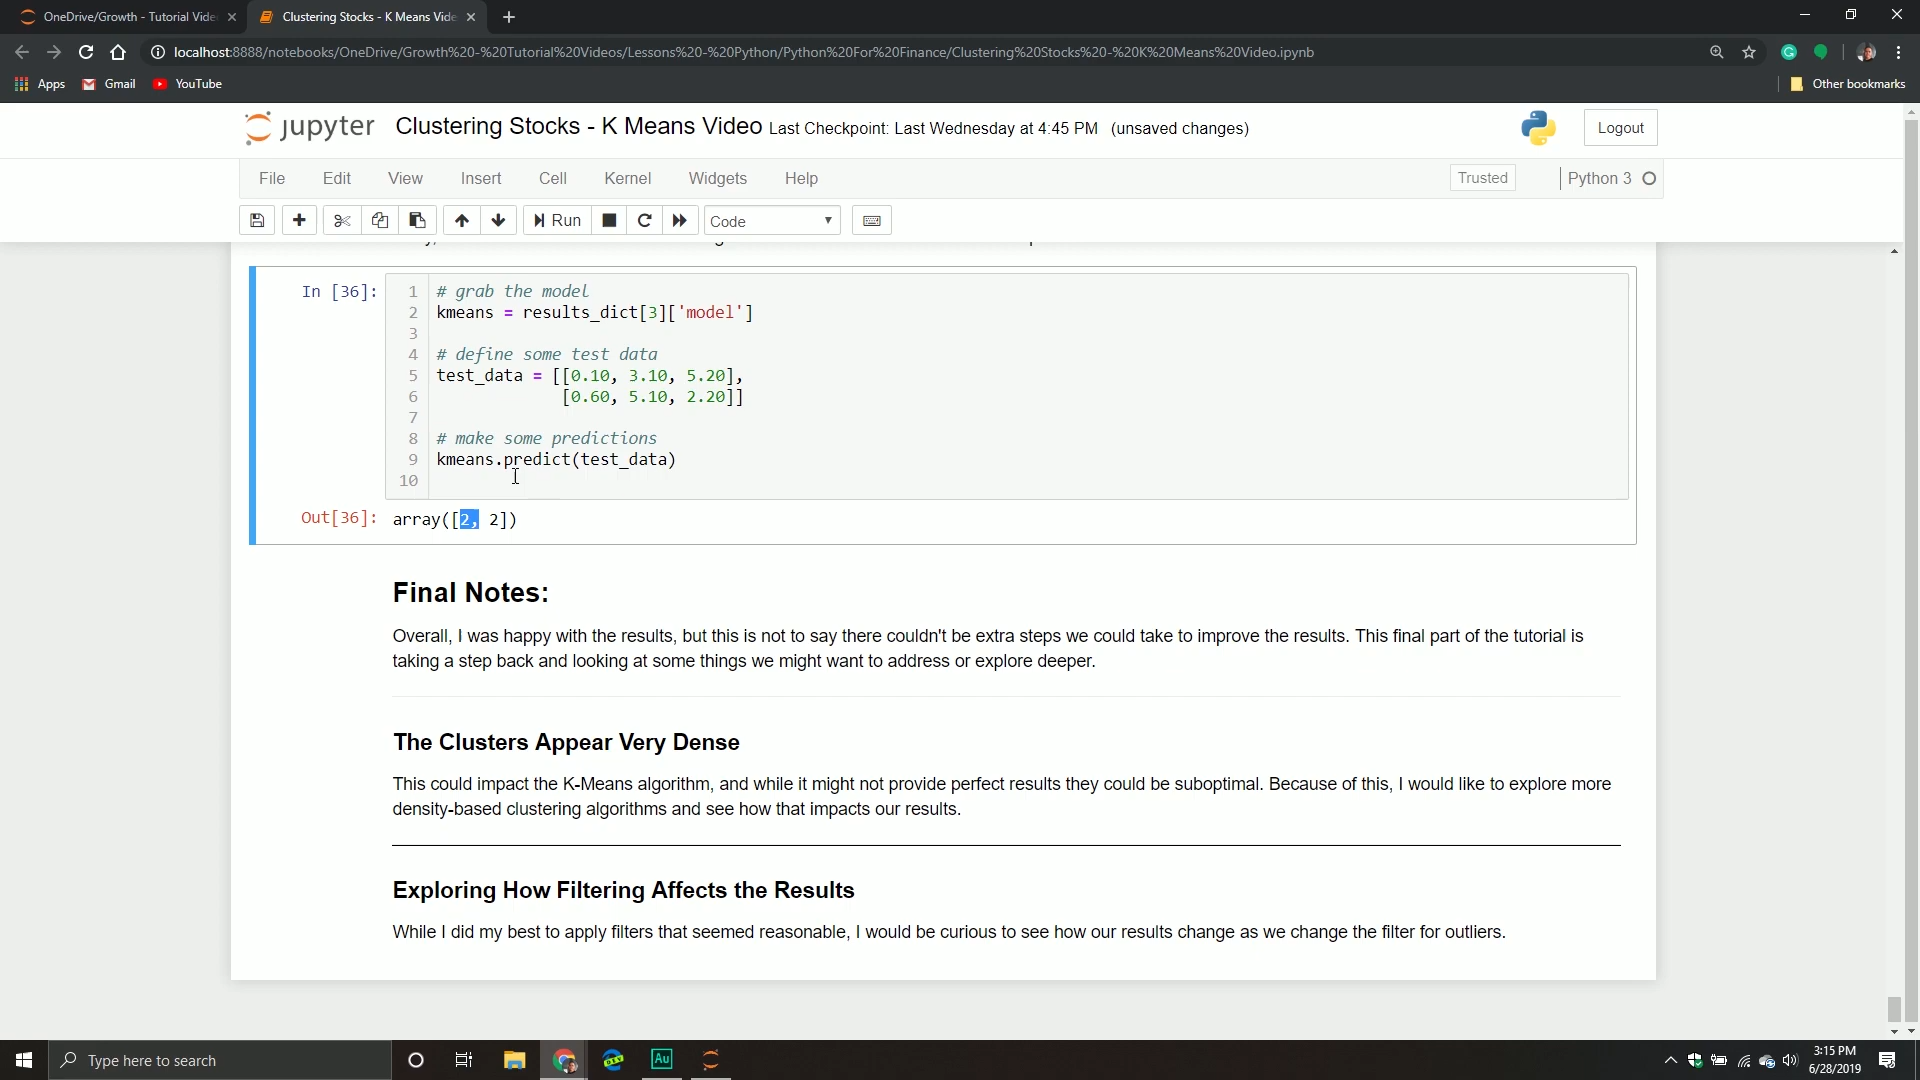 OneDrive/Growth - Tutorial Vide
Clustering Stocks - K Means Vide
localhost:8888/notebooks/OneDrive/Growth%20-%20Tutorial%20Videos/Lessons%20-%20Python/Python%20For%20Finance/Clustering%20Stocks%20-%20K%20Means%20Video.ipynb
Apps Gmail YouTube Other bookmarks
jupyter Clustering Stocks - K Means Video Last Checkpoint: Last Wednesday at 4:45 PM (unsaved changes) Logout
File Edit View Insert Cell Kernel Widgets Help Trusted Python 3
Run Code
In [36]: 1 # grab the model
2 kmeans = results_dict[3]['model']
3
4 # define some test data
5 test_data = [[0.10, 3.10, 5.20],
6 [0.60, 5.10, 2.20]]
7
8 # make some predictions
9 kmeans.predict(test_data)
10
Out[36]: array([2, 2])
Final Notes:
Overall, I was happy with the results, but this is not to say there couldn't be extra steps we could take to improve the results. This final part of the tutorial is
taking a step back and looking at some things we might want to address or explore deeper.
The Clusters Appear Very Dense
This could impact the K-Means algorithm, and while it might not provide perfect results they could be suboptimal. Because of this, I would like to explore more
density-based clustering algorithms and see how that impacts our results.
Exploring How Filtering Affects the Results
While I did my best to apply filters that seemed reasonable, I would be curious to see how our results change as we change the filter for outliers.
Type here to search
DEV
Au
3:15 PM
6/28/2019